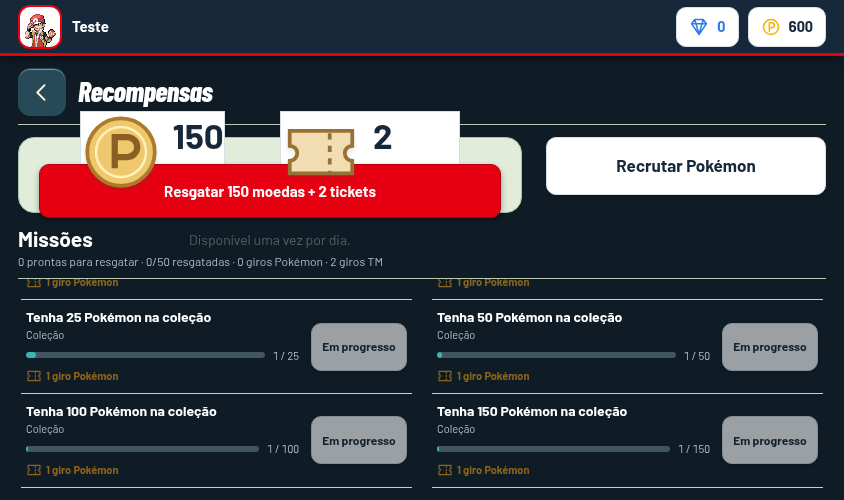 Teste
0
600
Recompensas
150
2
Resgatar 150 moedas + 2 tickets
Recrutar Pokémon
Missões
Disponível uma vez por dia.
0 prontas para resgatar · 0/50 resgatadas · 0 giros Pokémon · 2 giros TM
1 giro Pokémon
1 giro Pokémon
Tenha 25 Pokémon na coleção
Coleção
1 / 25
Em progresso
1 giro Pokémon
Tenha 50 Pokémon na coleção
Coleção
1 / 50
Em progresso
1 giro Pokémon
Tenha 100 Pokémon na coleção
Coleção
1 / 100
Em progresso
1 giro Pokémon
Tenha 150 Pokémon na coleção
Coleção
1 / 150
Em progresso
1 giro Pokémon